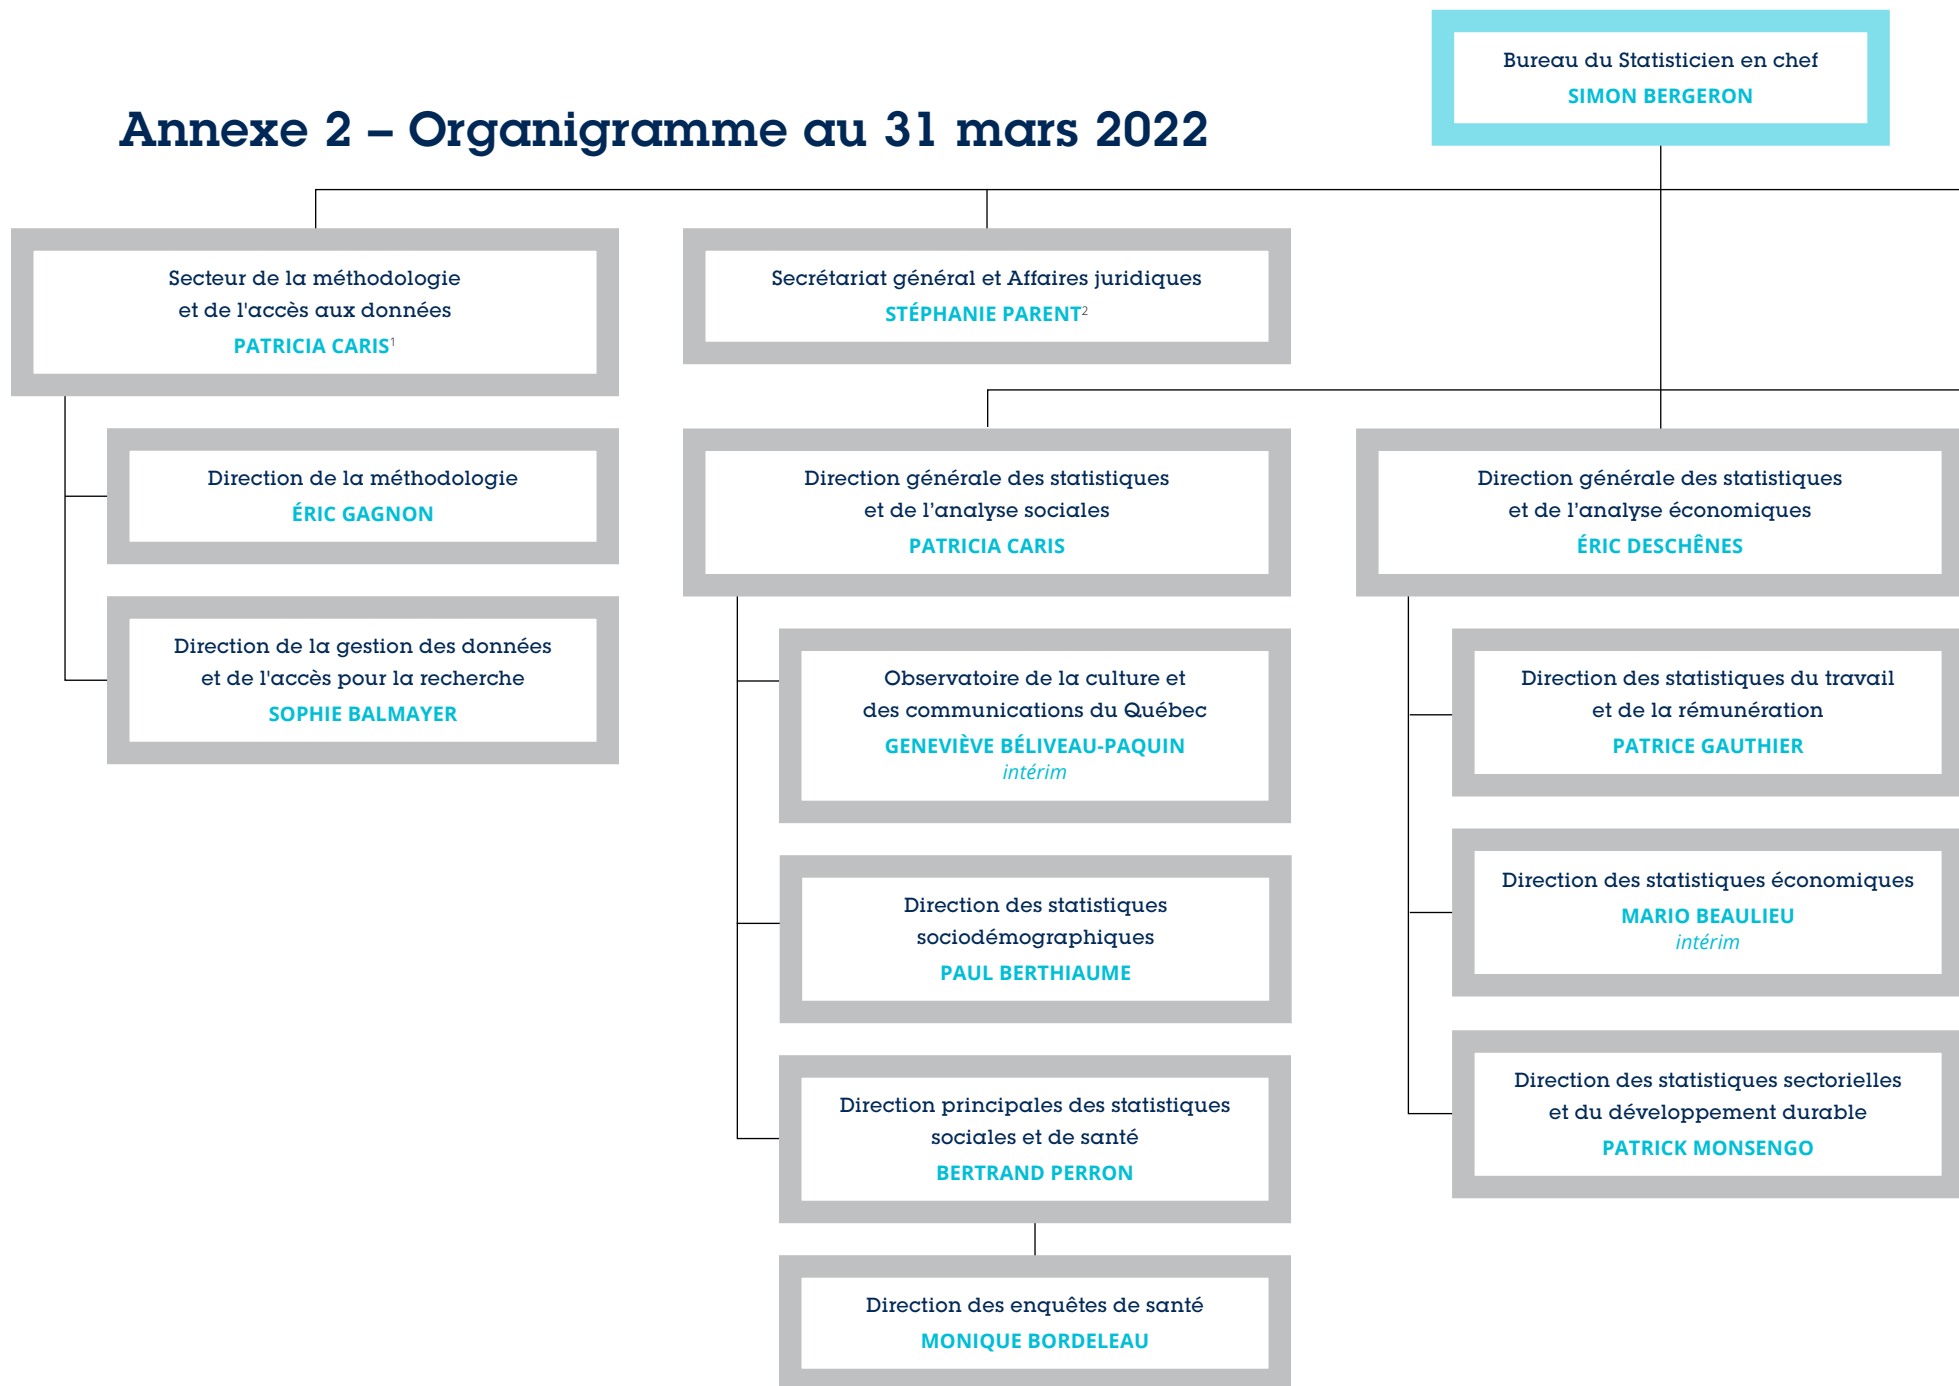 Bureau du Statisticien en chef
SIMON BERGERON
Annexe 2 – Organigramme au 31 mars 2022
Secteur de la méthodologie
et de l'accès aux données
PATRICIA CARIS¹
Direction de la méthodologie
ÉRIC GAGNON
Direction de la gestion des données
et de l'accès pour la recherche
SOPHIE BALMAYER
Secrétariat général et Affaires juridiques
STÉPHANIE PARENT²
Direction générale des statistiques
et de l’analyse sociales
PATRICIA CARIS
Observatoire de la culture et
des communications du Québec
GENEVIÈVE BÉLIVEAU-PAQUIN
intérim
Direction des statistiques
sociodémographiques
PAUL BERTHIAUME
Direction principales des statistiques
sociales et de santé
BERTRAND PERRON
Direction des enquêtes de santé
MONIQUE BORDELEAU
Direction générale des statistiques
et de l’analyse économiques
ÉRIC DESCHÊNES
Direction des statistiques du travail
et de la rémunération
PATRICE GAUTHIER
Direction des statistiques économiques
MARIO BEAULIEU
intérim
Direction des statistiques sectorielles
et du développement durable
PATRICK MONSENGO